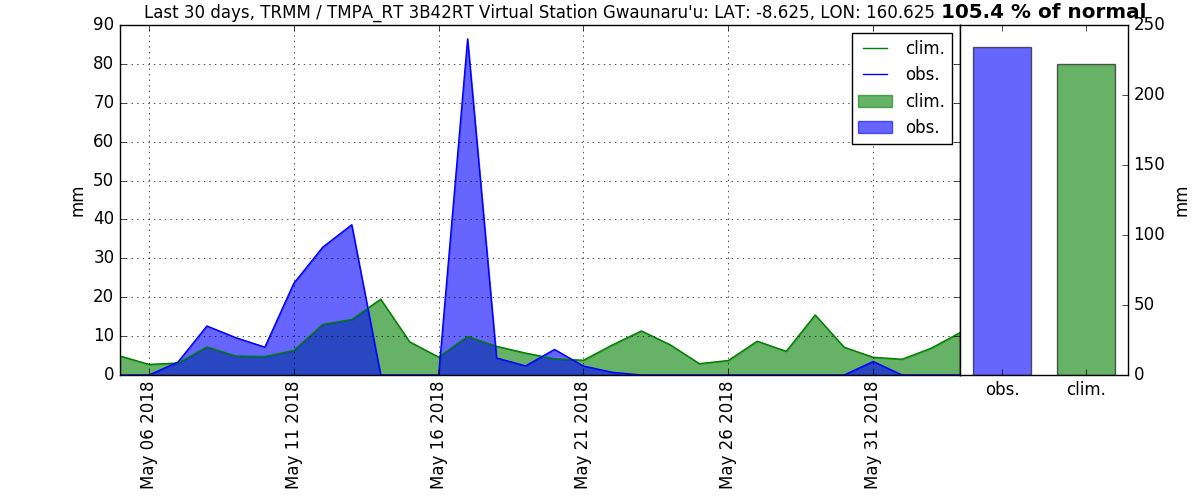 Last 30 days, TRMM / TMPA_RT 3B42RT Virtual Station Gwaunaru'u: LAT: -8.625, LON: 160.625 105.4 % of normal
90
80
70
60
50
40
30
20
10
0
mm
clim.
obs.
clim.
obs.
May 06 2018
May 11 2018
May 16 2018
May 21 2018
May 26 2018
May 31 2018
250
200
150
100
50
0
mm
obs. clim.